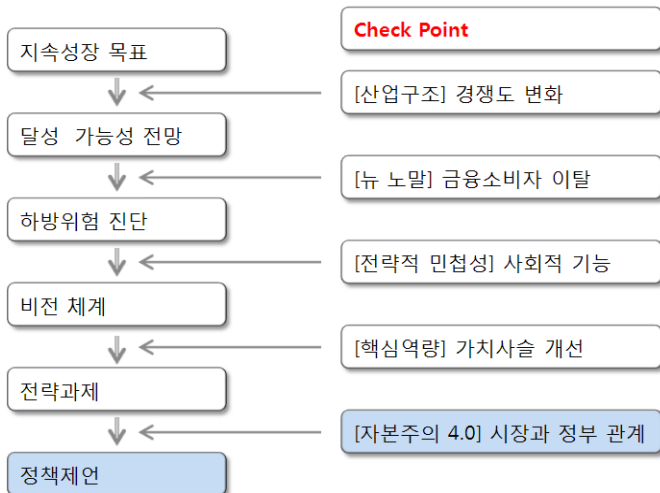 Check Point
지속성장 목표
[산업구조] 경쟁도 변화
달성 가능성 전망
[뉴 노말] 금융소비자 이탈
하방위험 진단
[전략적 민첩성] 사회적 기능
비전 체계
[핵심역량] 가치사슬 개선
전략과제
[자본주의 4.0] 시장과 정부 관계
정책제언